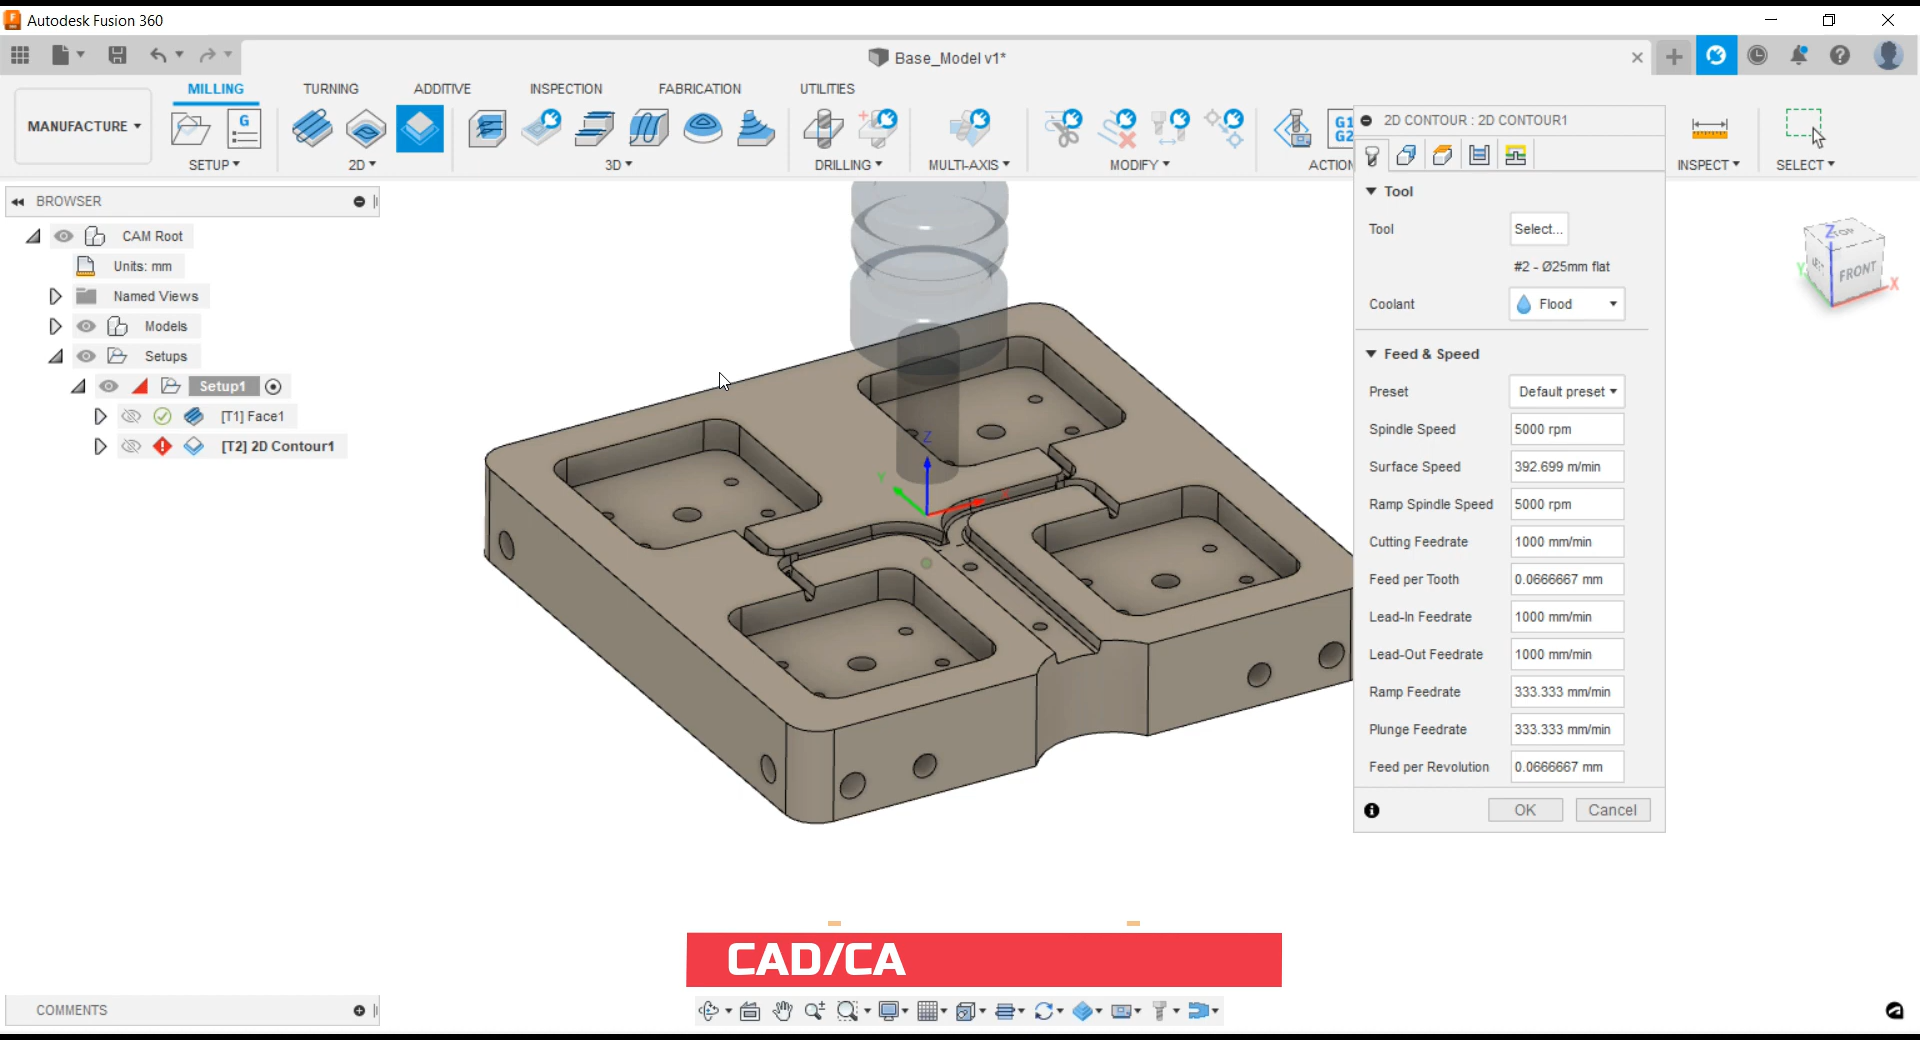 Autodesk Fusion 360
Base_Model v1*
MILLING TURNING ADDITIVE INSPECTION FABRICATION UTILITIES
MANUFACTURE
G
G1
G2
SETUP 2D 3D DRILLING MULTI-AXIS MODIFY ACTION INSPECT SELECT
BROWSER
CAM Root
Units: mm
Named Views
Models
Setups
Setup1
[T1] Face1
[T2] 2D Contour1
2D CONTOUR : 2D CONTOUR1
Tool
Tool Select...
#2 - Ø25mm flat
Coolant Flood
Feed & Speed
Preset Default preset
Spindle Speed 5000 rpm
Surface Speed 392.699 m/min
Ramp Spindle Speed 5000 rpm
Cutting Feedrate 1000 mm/min
Feed per Tooth 0.0666667 mm
Lead-In Feedrate 1000 mm/min
Lead-Out Feedrate 1000 mm/min
Ramp Feedrate 333.333 mm/min
Plunge Feedrate 333.333 mm/min
Feed per Revolution 0.0666667 mm
OK Cancel
Z
TOP
LEFT
FRONT
Y
X
Z
Y
X
CAD/CA
COMMENTS